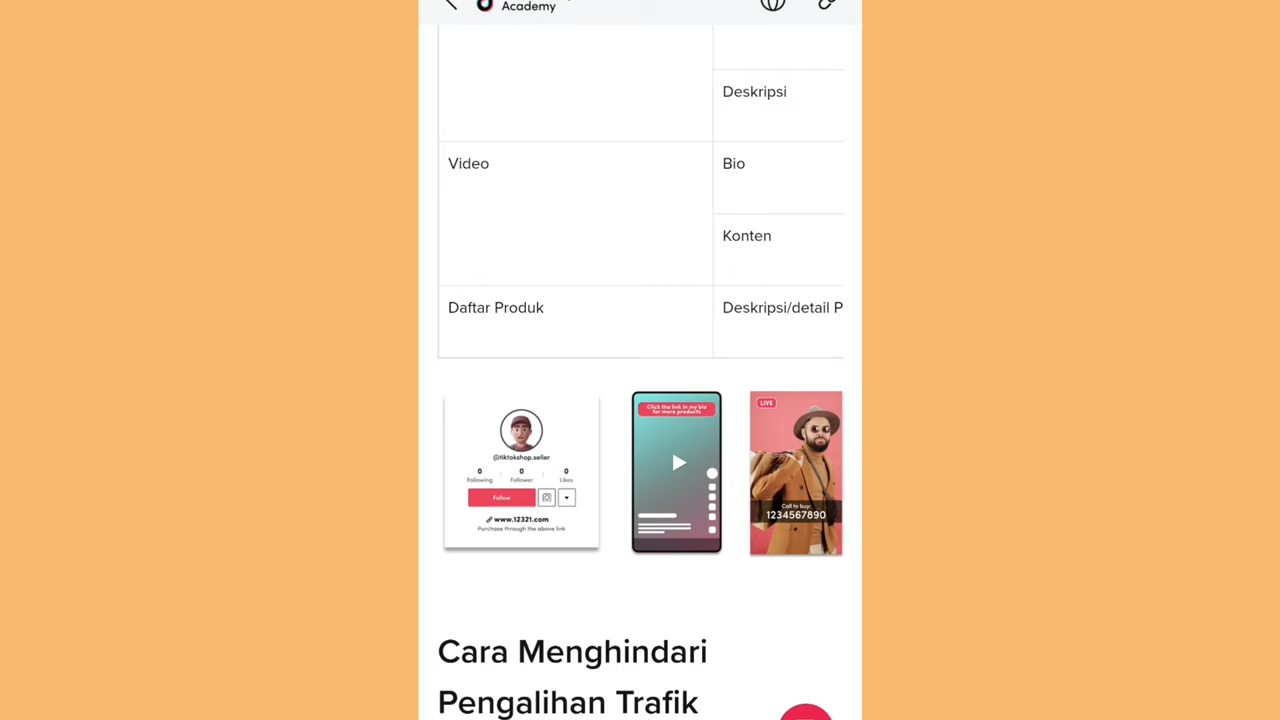 Academy
Deskripsi
Video
Bio
Konten
Daftar Produk
Deskripsi/detail P
@tiktokshop.seller
0 0 0
Following Follower Likes
Follow
www.12321.com
Purchase through the above link
Click the link in my bio
for more products
LIVE
Call to buy:
1234567890
Cara Menghindari
Pengalihan Trafik